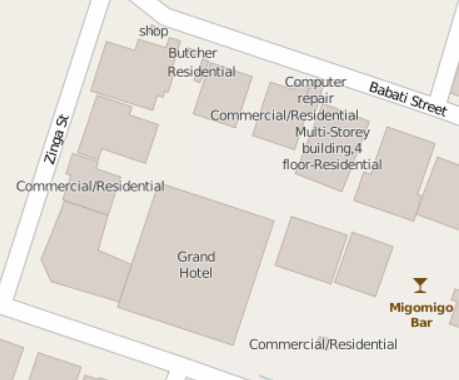 shop
Butcher
Residential
Computer
repair
Babati Street
Commercial/Residential
Multi-Storey
building,4
floor-Residential
Zinga St
Commercial/Residential
Grand
Hotel
Migomigo
Bar
Commercial/Residential